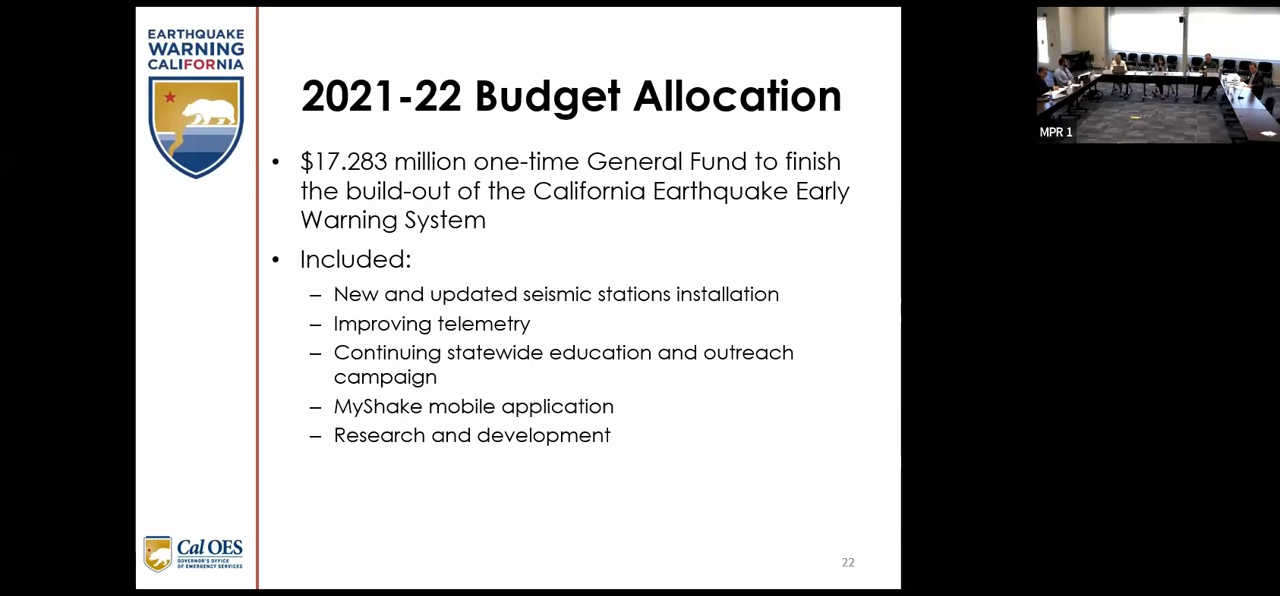 EARTHQUAKE
WARNING
CALIFORNIA
2021-22 Budget Allocation
• $17.283 million one-time General Fund to finish
the build-out of the California Earthquake Early
Warning System
• Included:
– New and updated seismic stations installation
– Improving telemetry
– Continuing statewide education and outreach
campaign
– MyShake mobile application
– Research and development
Cal OES
GOVERNOR'S OFFICE
OF EMERGENCY SERVICES
22
MPR 1